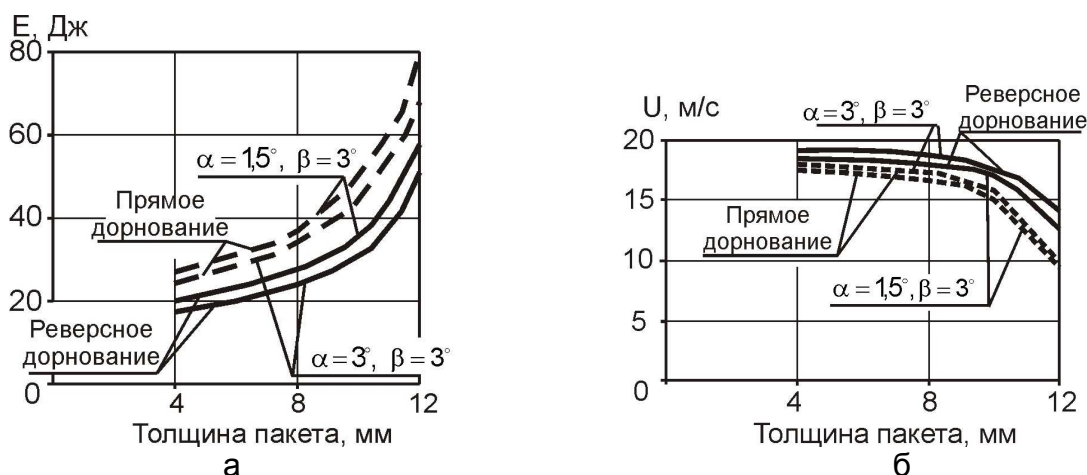 E, Дж
80
60
40
20
0
4
8
12
α = 1,5°, β = 3°
Прямое
дорнование
Реверсное
дорнование
α = 3°, β = 3°
Толщина пакета, мм
а
U, м/с
20
15
10
5
0
4
8
12
α = 3°, β = 3°
Реверсное
дорнование
Прямое
дорнование
α = 1,5°, β = 3°
Толщина пакета, мм
б